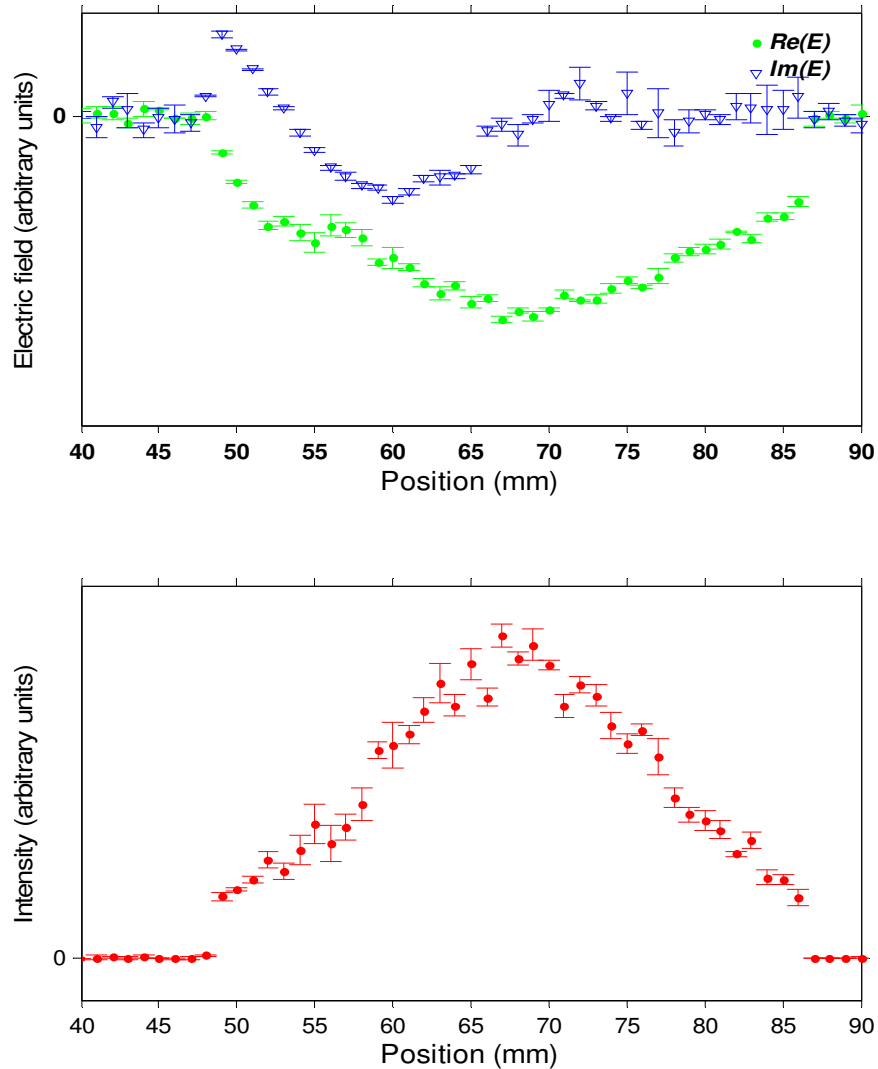 Re(E)
Im(E)
0
Electric field (arbitrary units)
40 45 50 55 60 65 70 75 80 85 90
Position (mm)
Intensity (arbitrary units)
0
40 45 50 55 60 65 70 75 80 85 90
Position (mm)